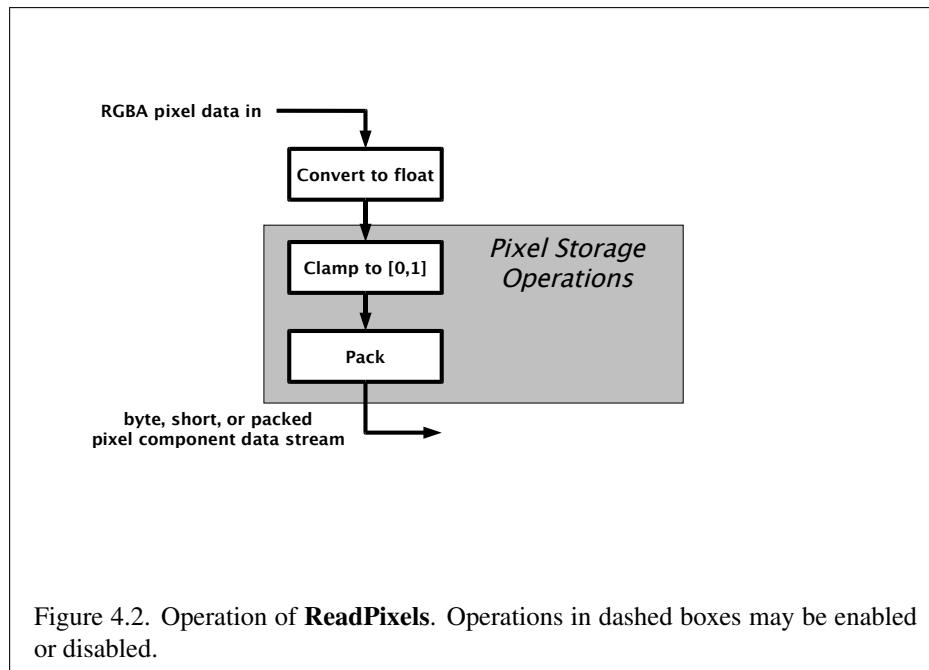 RGBA pixel data in
Convert to float
Pixel Storage
Operations
Clamp to [0,1]
Pack
byte, short, or packed
pixel component data stream
Figure 4.2. Operation of ReadPixels. Operations in dashed boxes may be enabled
or disabled.